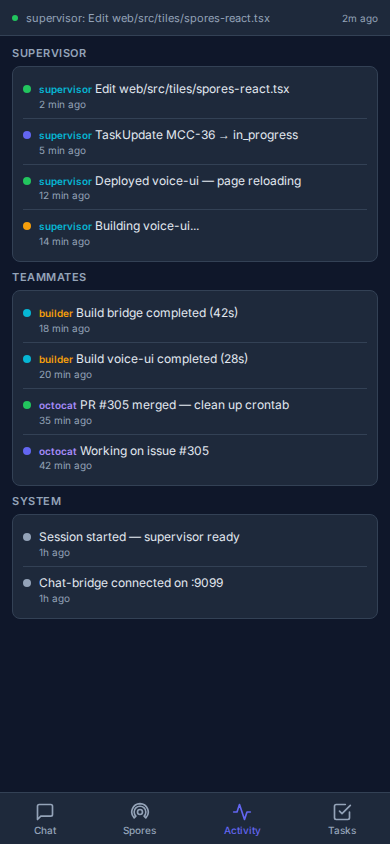 supervisor: Edit web/src/tiles/spores-react.tsx 2m ago
SUPERVISOR
supervisor Edit web/src/tiles/spores-react.tsx
2 min ago
supervisor TaskUpdate MCC-36 → in_progress
5 min ago
supervisor Deployed voice-ui — page reloading
12 min ago
supervisor Building voice-ui...
14 min ago
TEAMMATES
builder Build bridge completed (42s)
18 min ago
builder Build voice-ui completed (28s)
20 min ago
octocat PR #305 merged — clean up crontab
35 min ago
octocat Working on issue #305
42 min ago
SYSTEM
Session started — supervisor ready
1h ago
Chat-bridge connected on :9099
1h ago
Chat Spores Activity Tasks